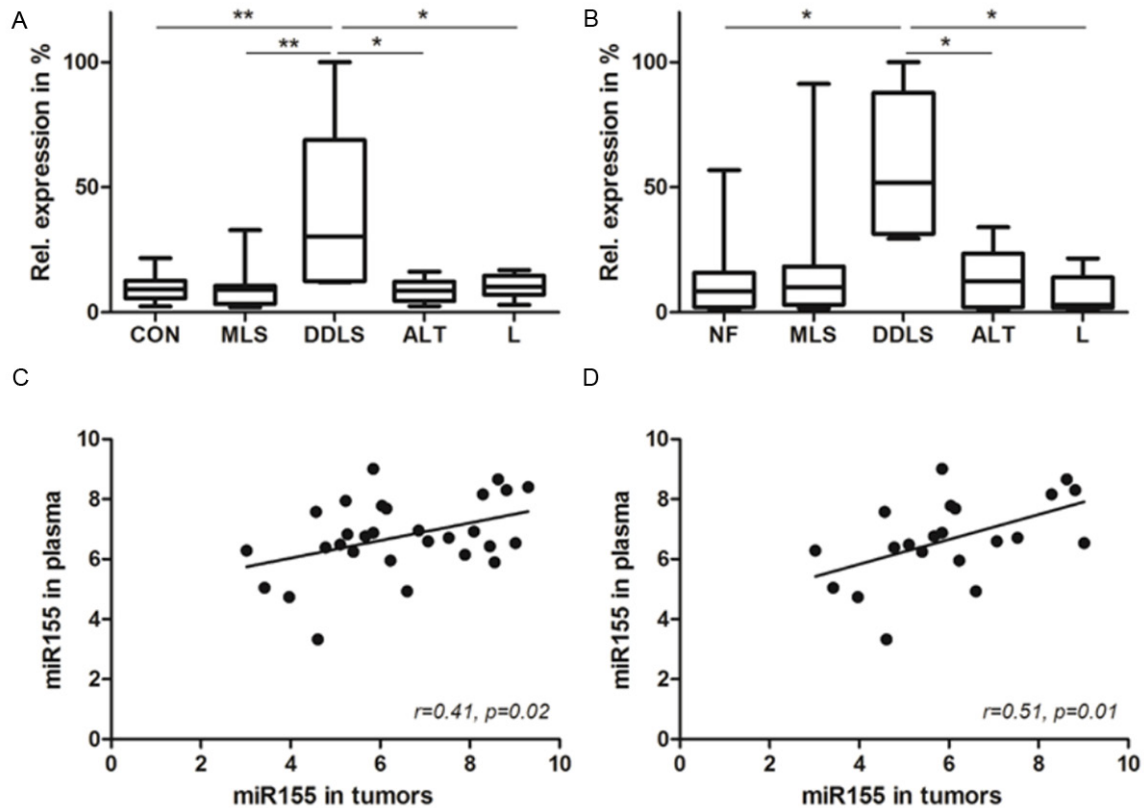 A
Rel. expression in %
100
50
0
**
*
**
*
CON MLS DDLS ALT L
B
Rel. expression in %
100
50
0
*
*
*
NF MLS DDLS ALT L
C
miR155 in plasma
10
8
6
4
2
0
r=0.41, p=0.02
0 2 4 6 8 10
miR155 in tumors
D
miR155 in plasma
10
8
6
4
2
0
r=0.51, p=0.01
0 2 4 6 8 10
miR155 in tumors